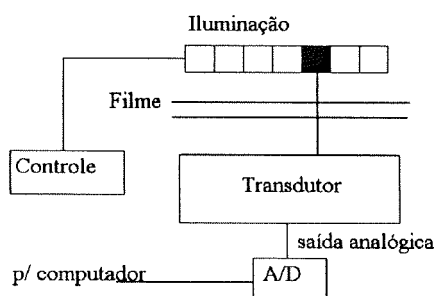 Iluminação
Filme
Controle
Transdutor
saída analógica
p/ computador
A/D